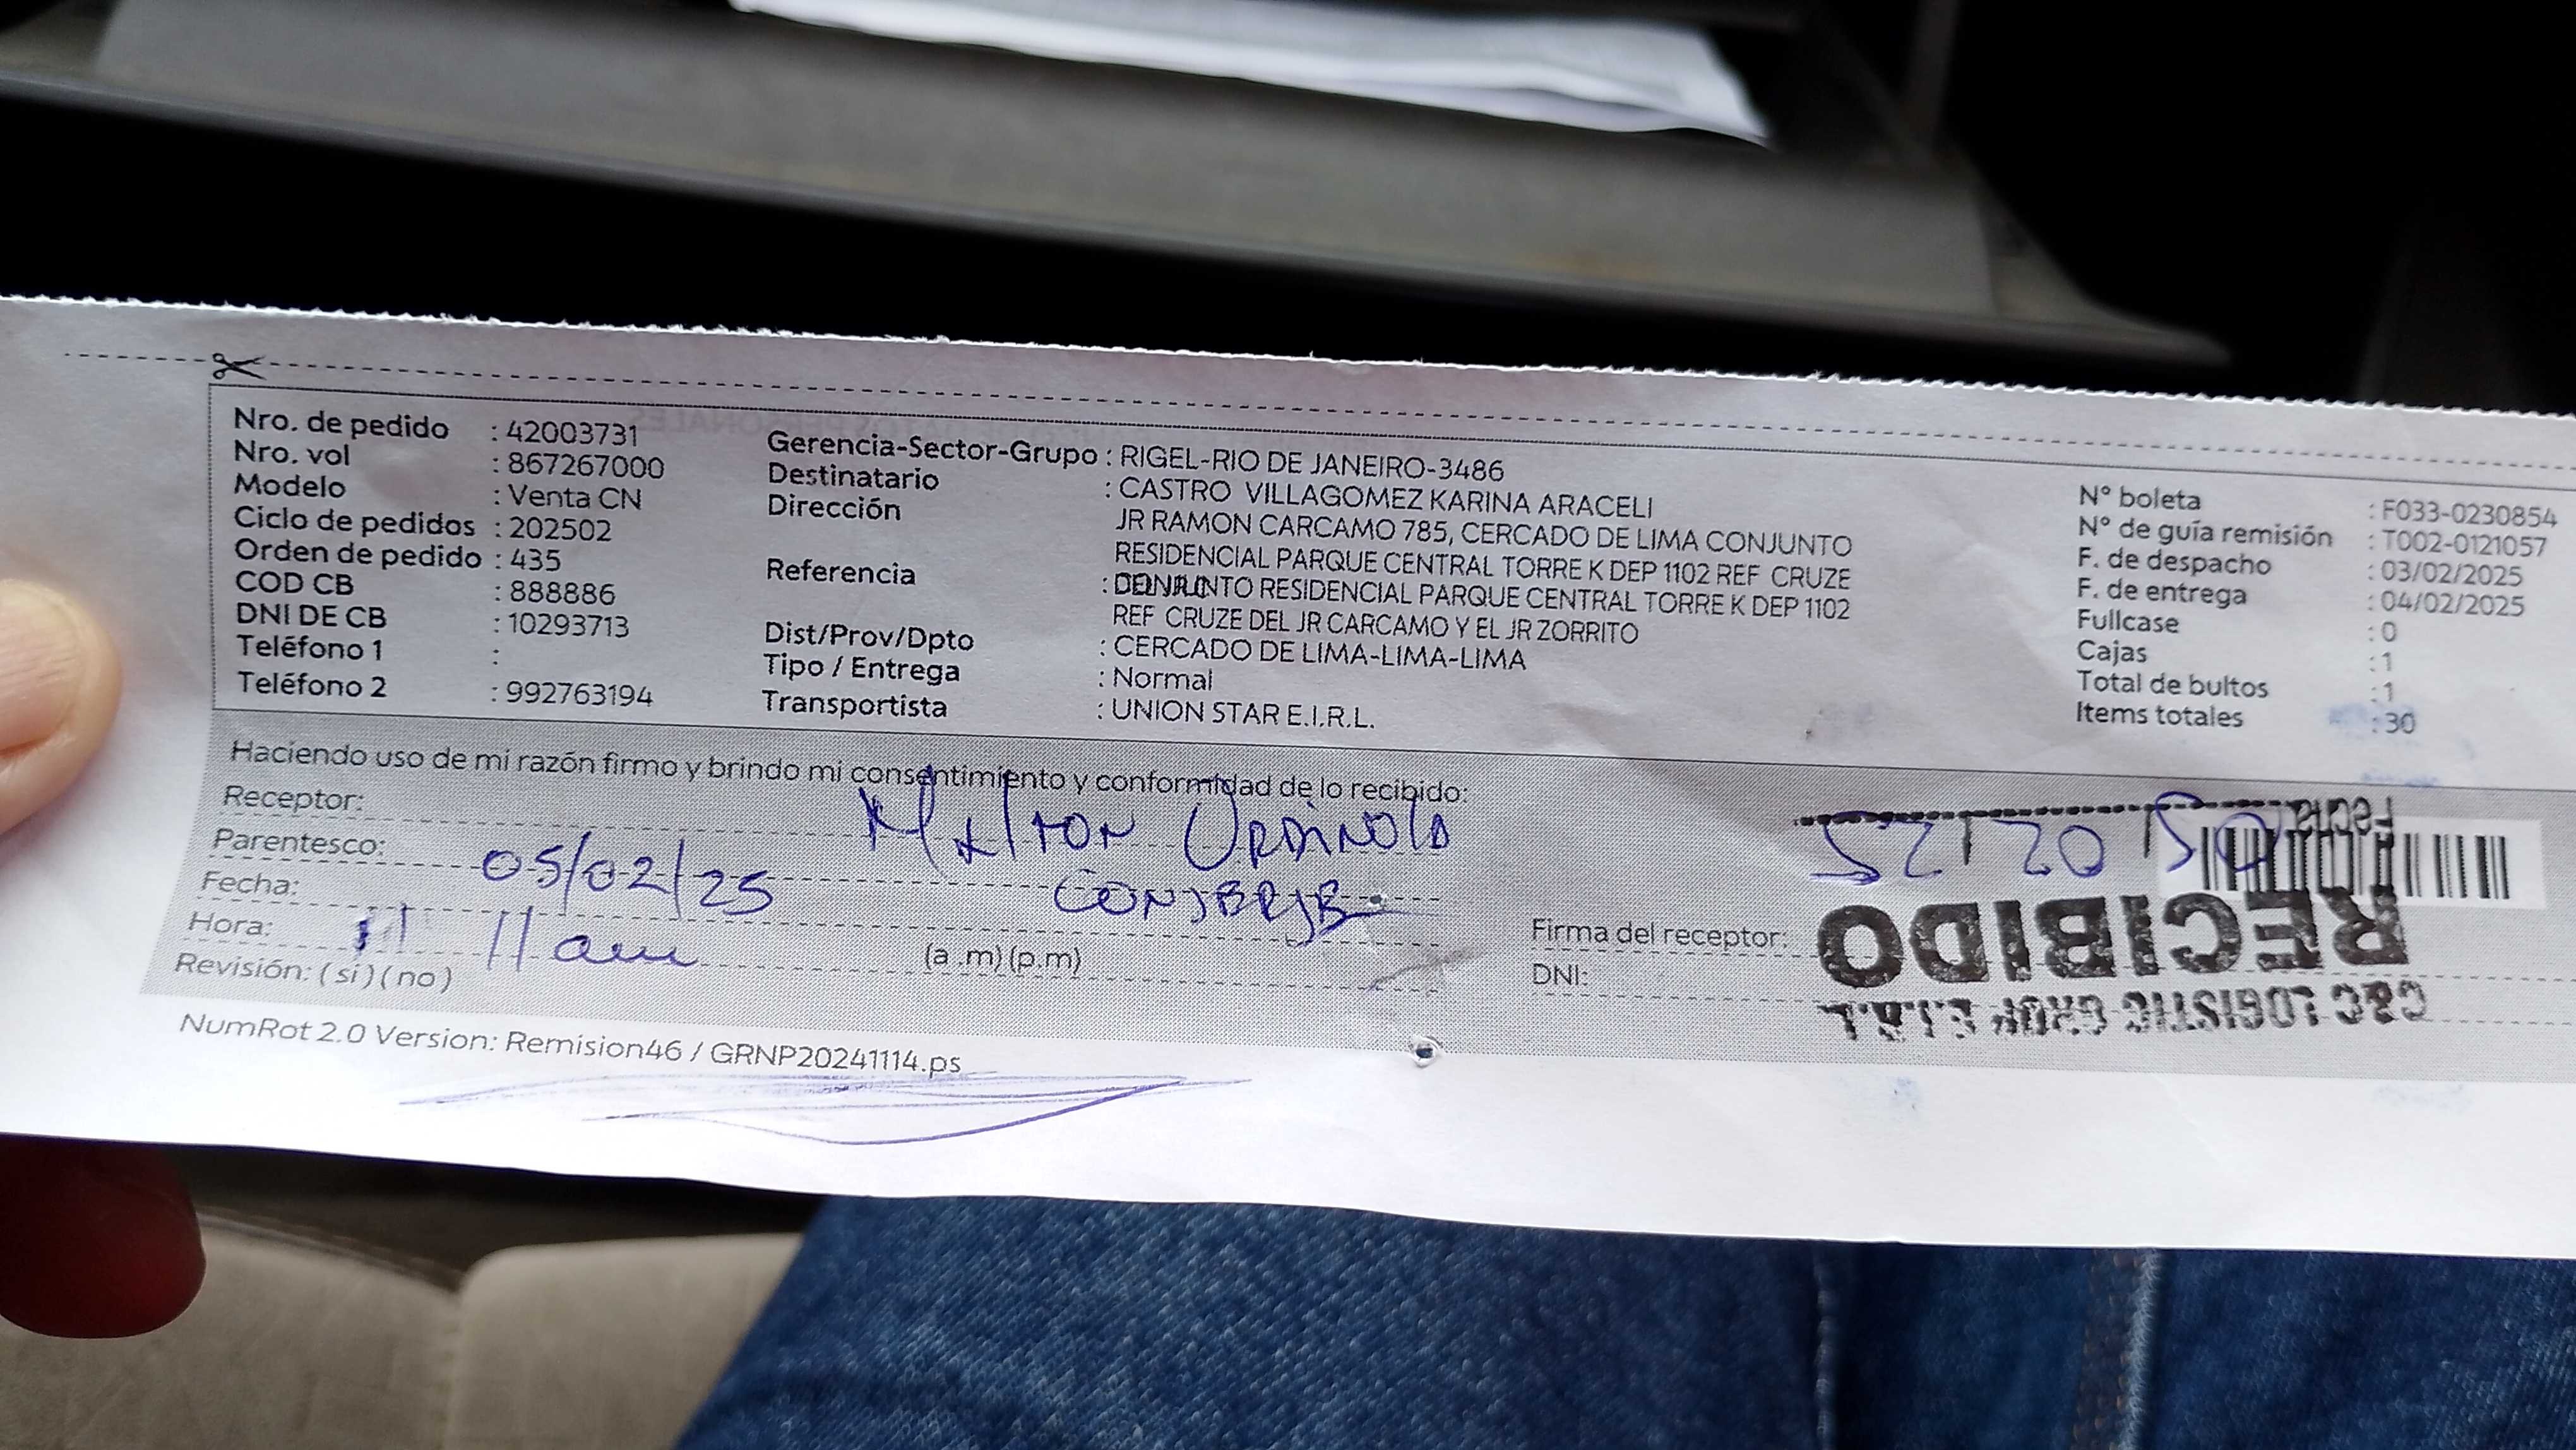 Nro. de pedido : 42003731
Nro. vol : 867267000
Modelo : Venta CN
Ciclo de pedidos : 202502
Orden de pedido : 435
COD CB : 888886
DNI DE CB : 10293713
Teléfono 1 :
Teléfono 2 : 992763194
Gerencia-Sector-Grupo : RIGEL-RIO DE JANEIRO-3486
Destinatario : CASTRO VILLAGOMEZ KARINA ARACELI
Dirección JR RAMON CARCAMO 785, CERCADO DE LIMA CONJUNTO
RESIDENCIAL PARQUE CENTRAL TORRE K DEP 1102 REF CRUZE
Referencia : CONJUNTO RESIDENCIAL PARQUE CENTRAL TORRE K DEP 1102
REF CRUZE DEL JR CARCAMO Y EL JR ZORRITO
Dist/Prov/Dpto : CERCADO DE LIMA-LIMA-LIMA
Tipo / Entrega : Normal
Transportista : UNION STAR E.I.R.L.
N° boleta : F033-0230854
N° de guía remisión : T002-0121057
F. de despacho : 03/02/2025
F. de entrega : 04/02/2025
Fullcase : 0
Cajas : 1
Total de bultos : 1
Items totales : 30
Haciendo uso de mi razón firmo y brindo mi consentimiento y conformidad de lo recibido:
Receptor: URDINOLA
Parentesco:
Fecha: 05/02/25
Hora: 11 am (a .m) (p.m)
Revisión: ( si ) ( no )
Firma del receptor:
DNI:
Fecha 05 02 25
RECIBIDO
C&C LOGISTIC GROP E.I.R.L.
NumRot 2.0 Version: Remision46 / GRNP20241114.ps